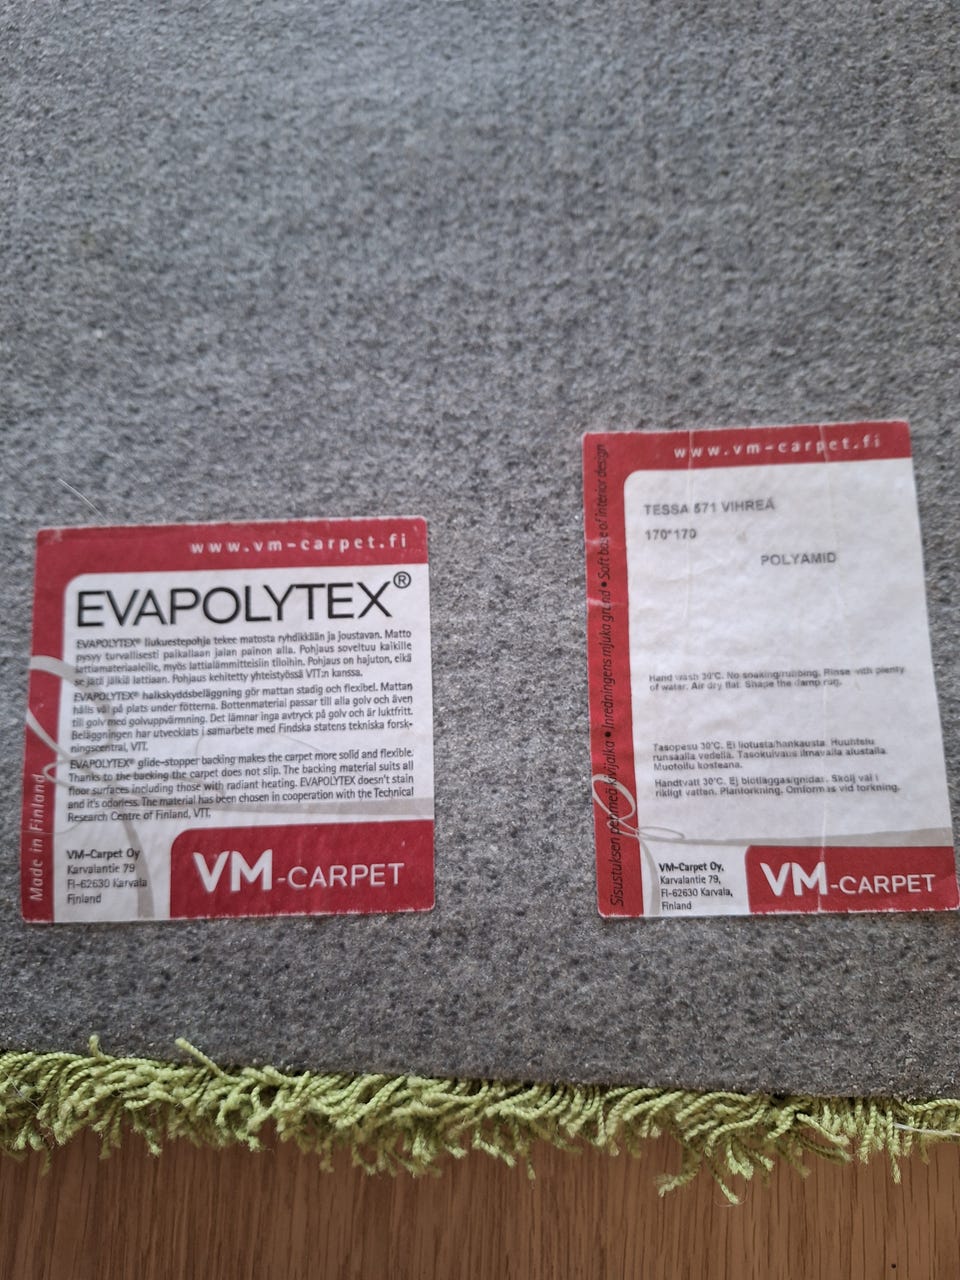 www.vm-carpet.fi
EVAPOLYTEX®
EVAPOLYTEX® liukuestepohja tekee matosta ryhdikkään ja joustavan. Matto
pysyy turvallisesti paikallaan jalan painon alla. Pohjaus soveltuu kaikille
lattiamateriaaleille, myös lattialämmitteisiin tiloihin. Pohjaus on hajuton, eikä
se jätä jälkiä lattiaan. Pohjaus kehitetty yhteistyössä VTT:n kanssa.
EVAPOLYTEX® halkskyddsbeläggning gör mattan stadig och flexibel. Mattan
hålls väl på plats under fötterna. Bottenmaterial passar till alla golv och även
till golv med golvuppvärmning. Det lämnar inga avtryck på golv och är luktfritt.
Beläggningen har utvecklats i samarbete med Findska statens tekniska forsk-
ningscentral, VTT.
EVAPOLYTEX® glide-stopper backing makes the carpet more solid and flexible.
Thanks to the backing the carpet does not slip. The backing material suits all
floor surfaces including those with radiant heating. EVAPOLYTEX doesn't stain
and it's odorless. The material has been chosen in cooperation with the Technical
Research Centre of Finland, VTT.
Made in Finland
VM-Carpet Oy
Karvalantie 79
FI-62630 Karvala
Finland
VM-CARPET
www.vm-carpet.fi
Sisustuksen pehmeä kivijalka • Inredningens mjuka grund • Soft base of interior design
TESSA 571 VIHREÄ
170*170
POLYAMID
Hand wash 30'C. No soaking/rubbing. Rinse with plenty
of water. Air dry flat. Shape the damp rug.
Käsinpesu 30'C. Ei liotusta/hankausta. Huuhtelu
runsaalla vedellä. Tasokuivaus ilmavalla alustalla.
Muotoilu kosteana.
Handtvätt 30'C. Ej blötläggas/gnidas. Skölj väl i
rikligt vatten. Plantorkning. Omform is vid torkning.
VM-Carpet Oy,
Karvalantie 79,
FI-62630 Karvala,
Finland
VM-CARPET